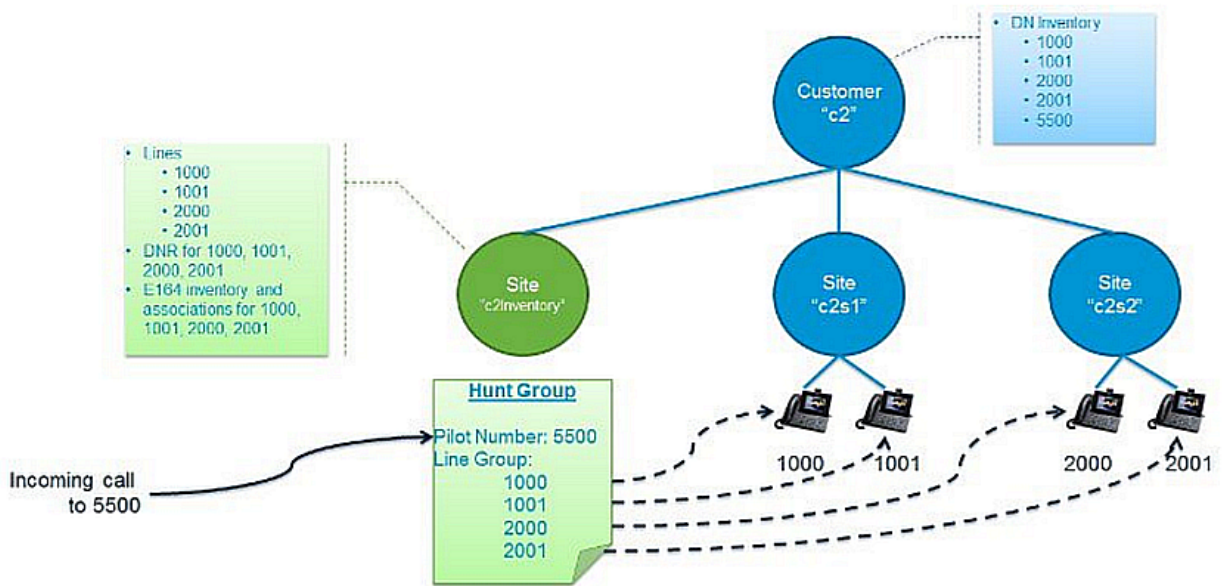 • DN Inventory
• 1000
• 1001
• 2000
• 2001
• 5500
Customer
"c2"
• Lines
• 1000
• 1001
• 2000
• 2001
• DNR for 1000, 1001,
2000, 2001
• E164 inventory and
associations for 1000,
1001, 2000, 2001
Site
"c2Inventory"
Site
"c2s1"
Site
"c2s2"
Hunt Group
Pilot Number: 5500
Line Group:
1000
1001
2000
2001
Incoming call
to 5500
1000
1001
2000
2001